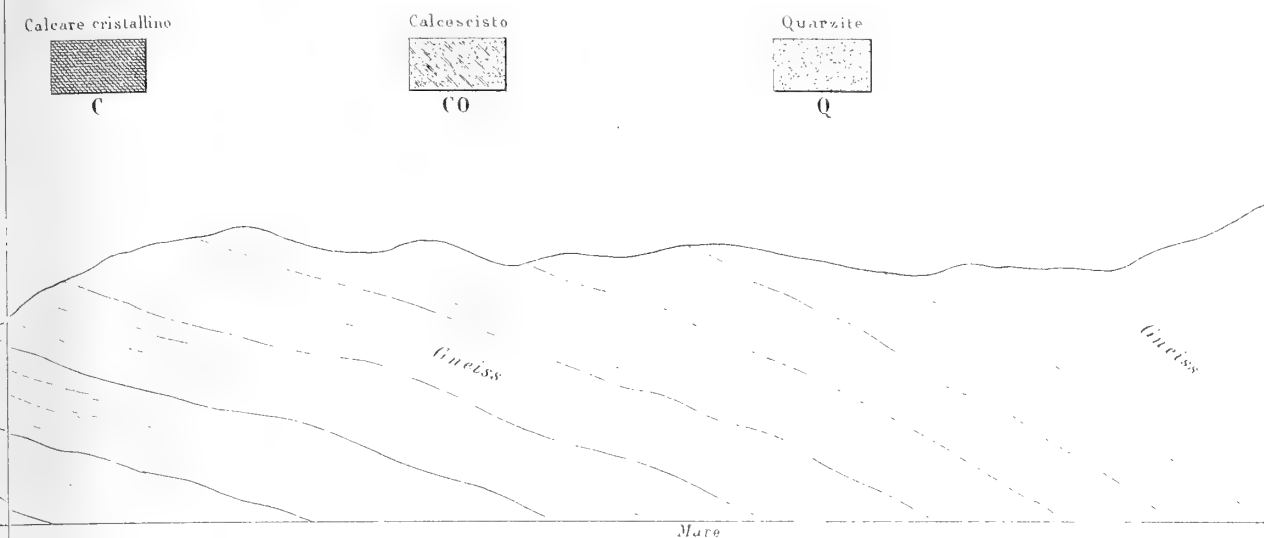 Calcare cristallino
Calcescisto
Quarzite
C
CO
Q
Gneiss
Gneiss
Mare